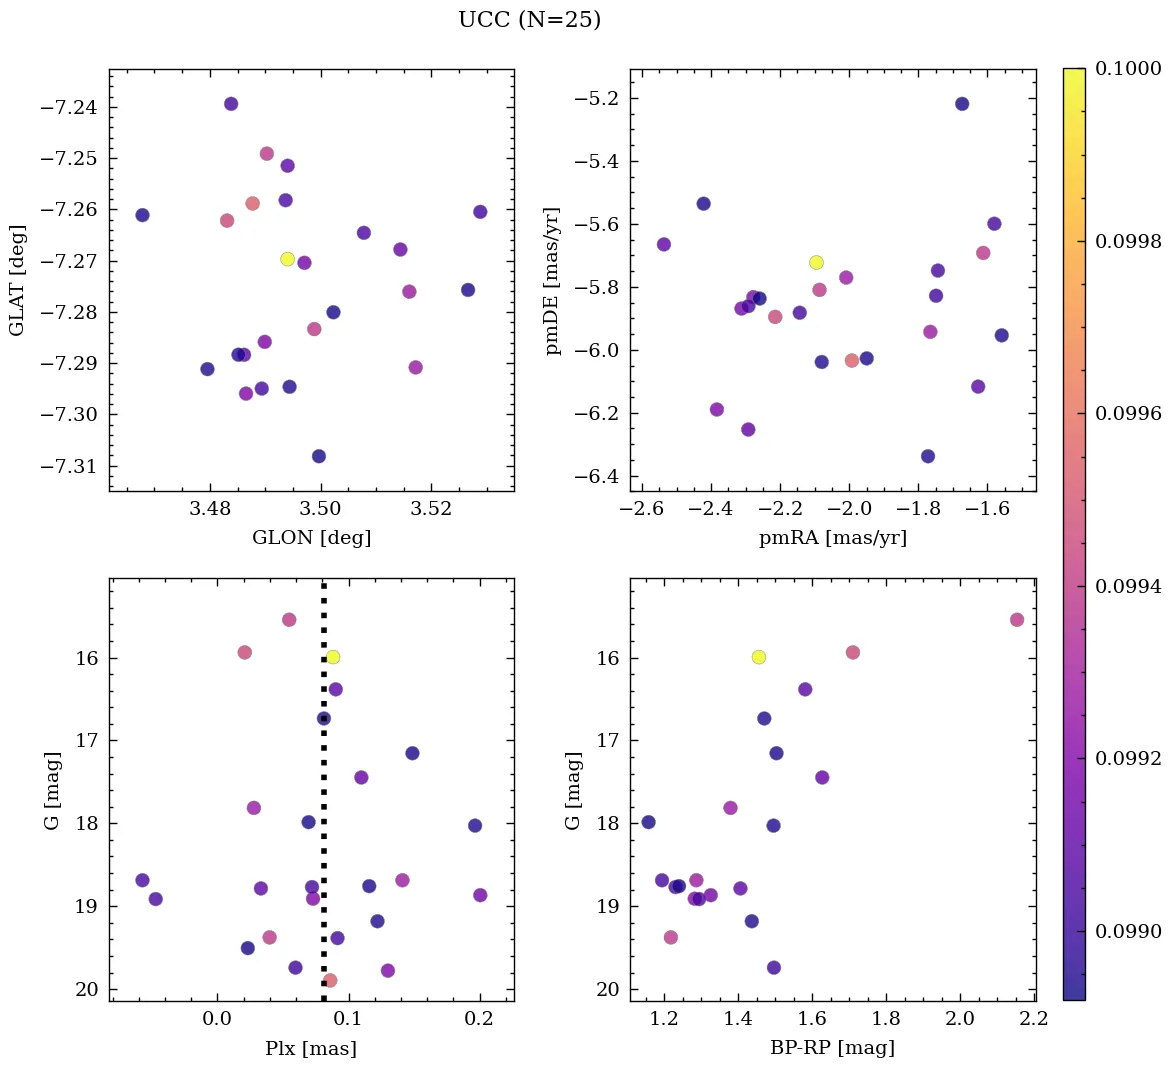 UCC (N=25)
−7.24
−7.25
−7.26
−7.27
−7.28
−7.29
−7.30
−7.31
GLAT [deg]
3.48 3.50 3.52
GLON [deg]
−5.2
−5.4
−5.6
−5.8
−6.0
−6.2
−6.4
pmDE [mas/yr]
−2.6 −2.4 −2.2 −2.0 −1.8 −1.6
pmRA [mas/yr]
16
17
18
19
20
G [mag]
0.0 0.1 0.2
Plx [mas]
16
17
18
19
20
G [mag]
1.2 1.4 1.6 1.8 2.0 2.2
BP-RP [mag]
0.1000
0.0998
0.0996
0.0994
0.0992
0.0990